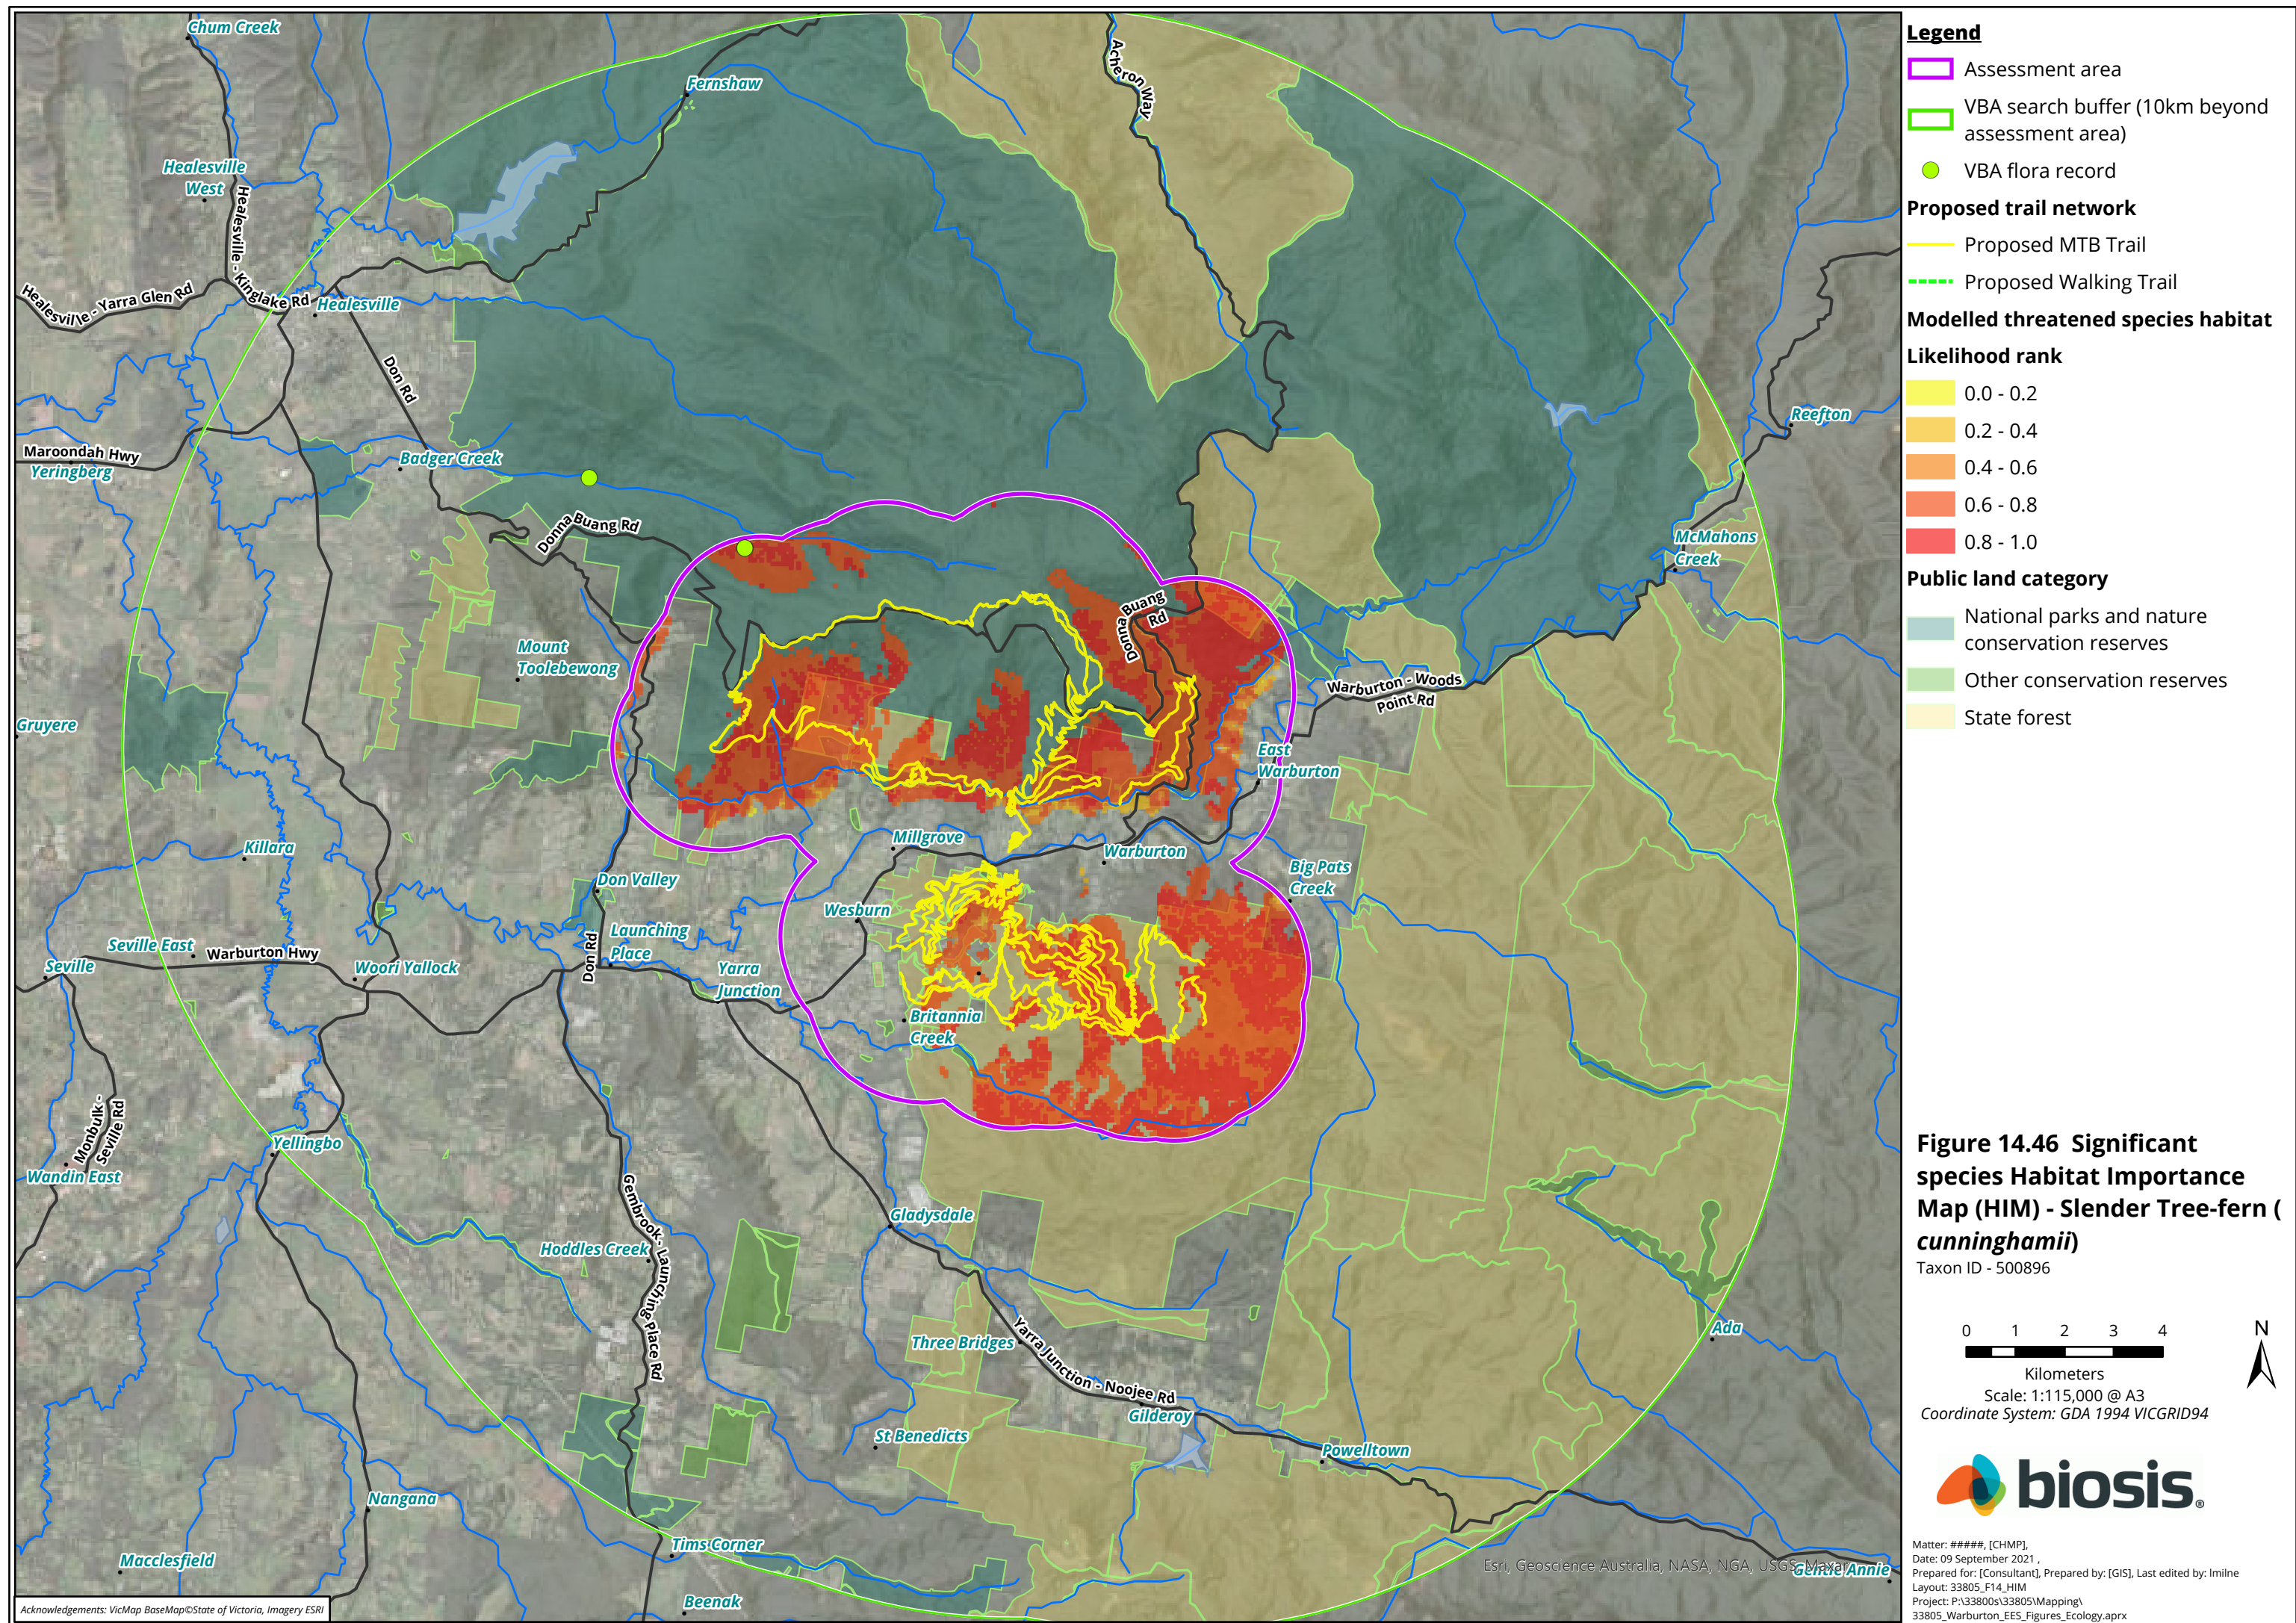 Chum Creek
Fernshaw
Acheron Way
Healesville
West
Healesville - Kinglake Rd
Healesville - Yarra Glen Rd
Healesville
Don Rd
Maroondah Hwy
Yeringberg
Badger Creek
Reefton
Donna Buang Rd
McMahons
Creek
Buang
Rd
Donna
Mount
Toolebewong
Warburton - Woods
Point Rd
Gruyere
East
Warburton
Killara
Millgrove
Warburton
Big Pats
Creek
Don Valley
Wesburn
Launching
Place
Seville East
Warburton Hwy
Seville
Woori Yallock
Don Rd
Yarra
Junction
Britannia
Creek
Monbulk -
Seville Rd
Yellingbo
Wandin East
Gladysdale
Hoddles Creek
Gembrook - Launching Place Rd
Three Bridges
Ada
Yarra Junction - Noojee Rd
Gilderoy
St Benedicts
Powelltown
Nangana
Tims Corner
Macclesfield
Beenak
Esri, Geoscience Australia, NASA, NGA, USGS, Maxar
Gentle Annie
Acknowledgements: VicMap BaseMap©State of Victoria, Imagery ESRI
Legend
Assessment area
VBA search buffer (10km beyond
assessment area)
VBA flora record
Proposed trail network
Proposed MTB Trail
Proposed Walking Trail
Modelled threatened species habitat
Likelihood rank
0.0 - 0.2
0.2 - 0.4
0.4 - 0.6
0.6 - 0.8
0.8 - 1.0
Public land category
National parks and nature
conservation reserves
Other conservation reserves
State forest
Figure 14.46 Significant
species Habitat Importance
Map (HIM) - Slender Tree-fern (
cunninghamii)
Taxon ID - 500896
0 1 2 3 4
N
Kilometers
Scale: 1:115,000 @ A3
Coordinate System: GDA 1994 VICGRID94
biosis®
Matter: #####, [CHMP],
Date: 09 September 2021 ,
Prepared for: [Consultant], Prepared by: [GIS], Last edited by: lmilne
Layout: 33805_F14_HIM
Project: P:\33800s\33805\Mapping\
33805_Warburton_EES_Figures_Ecology.aprx